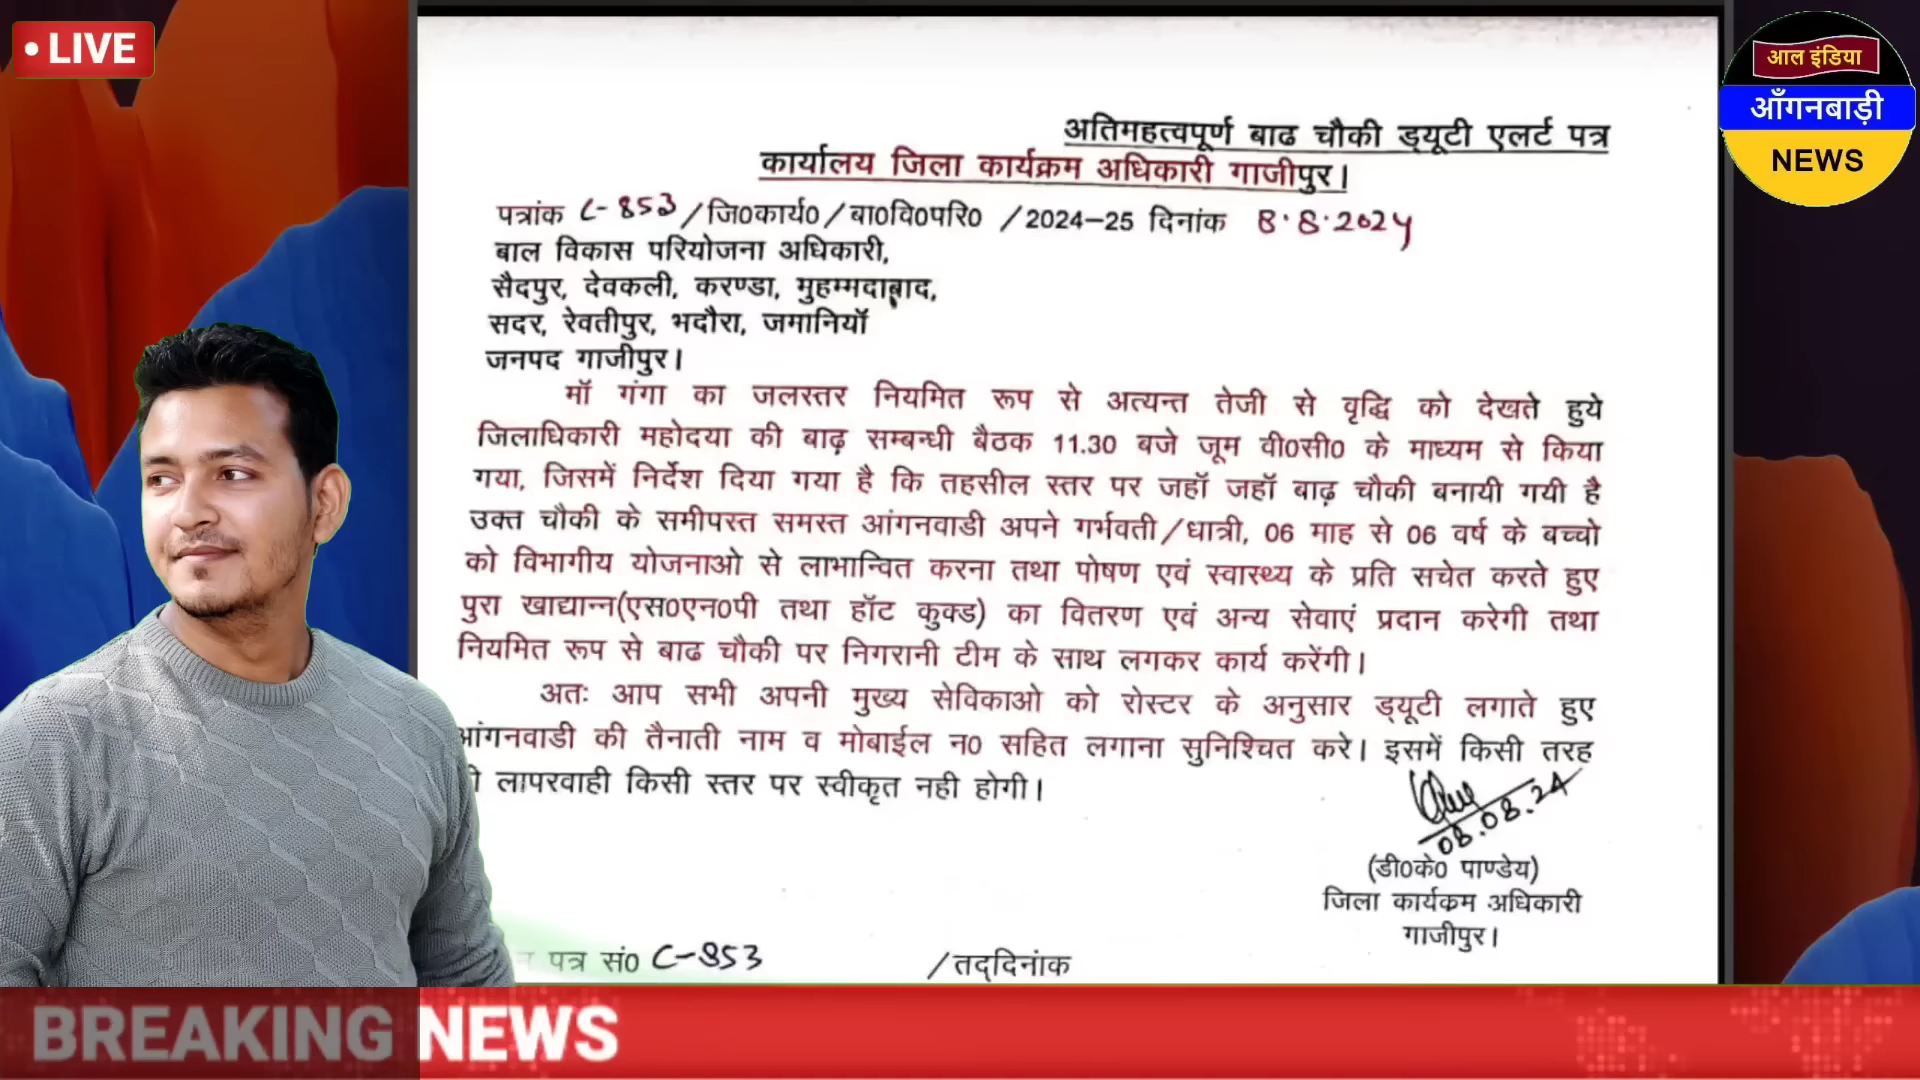 LIVE
आल इंडिया
आँगनबाड़ी
NEWS
अतिमहत्वपूर्ण बाढ चौकी ड्यूटी एलर्ट पत्र
कार्यालय जिला कार्यक्रम अधिकारी गाजीपुर।
पत्रांक C-853/जि0कार्य0/बा0वि0परि0 /2024-25 दिनांक 8.8.2024
बाल विकास परियोजना अधिकारी,
सैदपुर, देवकली, करण्डा, मुहम्मदाबाद,
सदर, रेवतीपुर, भदौरा, जमानियॉ
जनपद गाजीपुर।
मॉ गंगा का जलस्तर नियमित रूप से अत्यन्त तेजी से वृद्धि को देखते हुये
जिलाधिकारी महोदया की बाढ़ सम्बन्धी बैठक 11.30 बजे जूम वी0सी0 के माध्यम से किया
गया, जिसमें निर्देश दिया गया है कि तहसील स्तर पर जहॉ जहॉ बाढ़ चौकी बनायी गयी है
उक्त चौकी के समीपस्त समस्त आंगनवाडी अपने गर्भवती/धात्री, 06 माह से 06 वर्ष के बच्चो
को विभागीय योजनाओ से लाभान्वित करना तथा पोषण एवं स्वास्थ्य के प्रति सचेत करते हुए
पुरा खाद्यान्न(एस0एन0पी तथा हॉट कुक्ड) का वितरण एवं अन्य सेवाएं प्रदान करेगी तथा
नियमित रूप से बाढ चौकी पर निगरानी टीम के साथ लगकर कार्य करेंगी।
अतः आप सभी अपनी मुख्य सेविकाओ को रोस्टर के अनुसार ड्यूटी लगाते हुए
आंगनवाडी की तैनाती नाम व मोबाईल न0 सहित लगाना सुनिश्चित करे। इसमें किसी तरह
लापरवाही किसी स्तर पर स्वीकृत नही होगी।
08.08.24
(डी0के0 पाण्डेय)
जिला कार्यकम अधिकारी
गाजीपुर।
पत्र सं0 C-853 /तद्दिनांक
BREAKING NEWS